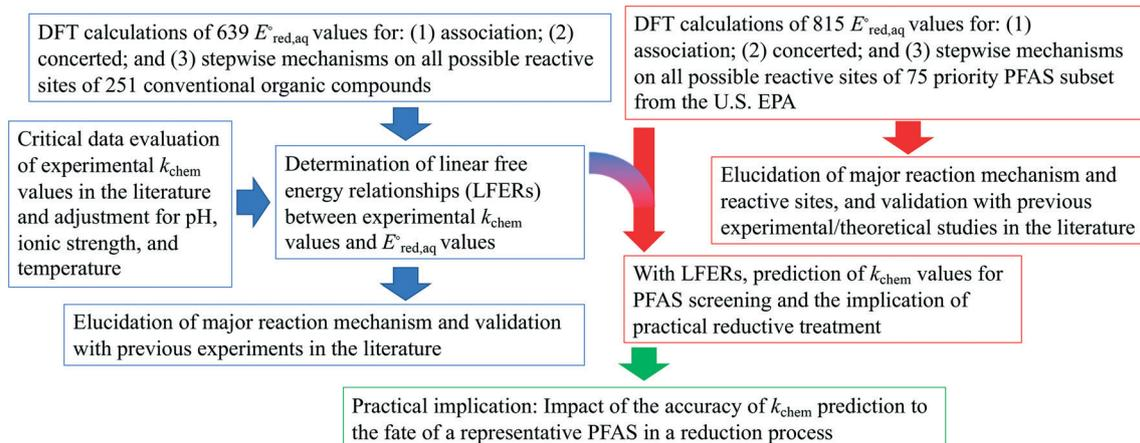 DFT calculations of 639 E°red,aq values for: (1) association; (2)
concerted; and (3) stepwise mechanisms on all possible reactive
sites of 251 conventional organic compounds
DFT calculations of 815 E°red,aq values for: (1)
association; (2) concerted; and (3) stepwise mechanisms
on all possible reactive sites of 75 priority PFAS subset
from the U.S. EPA
Critical data evaluation
of experimental kchem
values in the literature
and adjustment for pH,
ionic strength, and
temperature
Determination of linear free
energy relationships (LFERs)
between experimental kchem
values and E°red,aq values
Elucidation of major reaction mechanism and
reactive sites, and validation with previous
experimental/theoretical studies in the literature
With LFERs, prediction of kchem values for
PFAS screening and the implication of
practical reductive treatment
Elucidation of major reaction mechanism and validation
with previous experiments in the literature
Practical implication: Impact of the accuracy of kchem prediction to
the fate of a representative PFAS in a reduction process